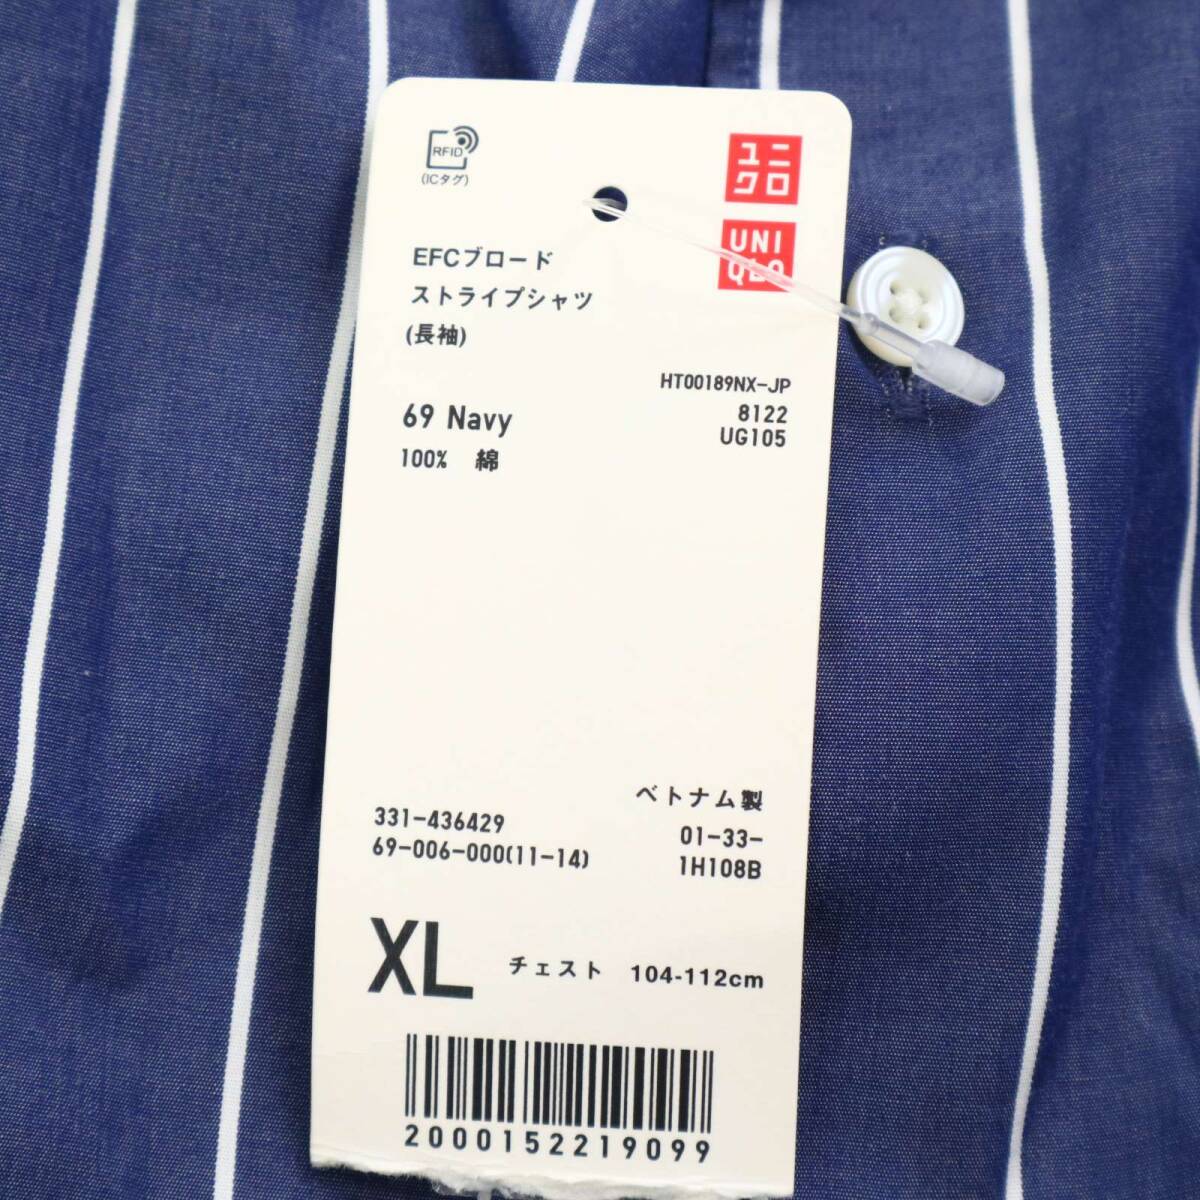 RFID
(ICタグ)
ユニ
クロ
UNI
QLO
EFCブロード
ストライプシャツ
(長袖)
HT00189NX-JP
8122
UG105
69 Navy
100% 綿
ベトナム製
331-436429
01-33-
69-006-000(11-14)
1H108B
XL チェスト 104-112cm
2000152219099